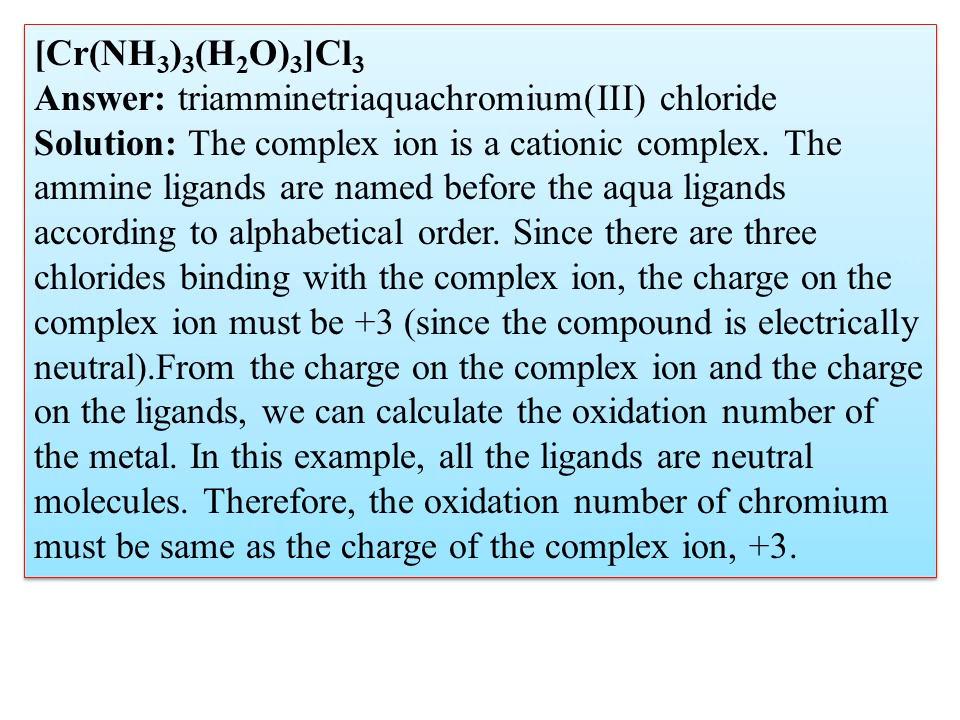 [Cr(NH₃)₃(H₂O)₃]Cl₃
Answer: triamminetriaquachromium(III) chloride
Solution: The complex ion is a cationic complex. The
ammine ligands are named before the aqua ligands
according to alphabetical order. Since there are three
chlorides binding with the complex ion, the charge on the
complex ion must be +3 (since the compound is electrically
neutral).From the charge on the complex ion and the charge
on the ligands, we can calculate the oxidation number of
the metal. In this example, all the ligands are neutral
molecules. Therefore, the oxidation number of chromium
must be same as the charge of the complex ion, +3.